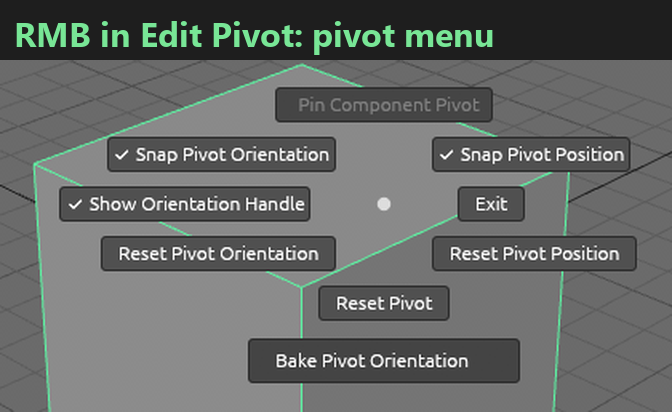 RMB in Edit Pivot: pivot menu
Pin Component Pivot
Snap Pivot Orientation
Snap Pivot Position
Show Orientation Handle
Exit
Reset Pivot Orientation
Reset Pivot Position
Reset Pivot
Bake Pivot Orientation